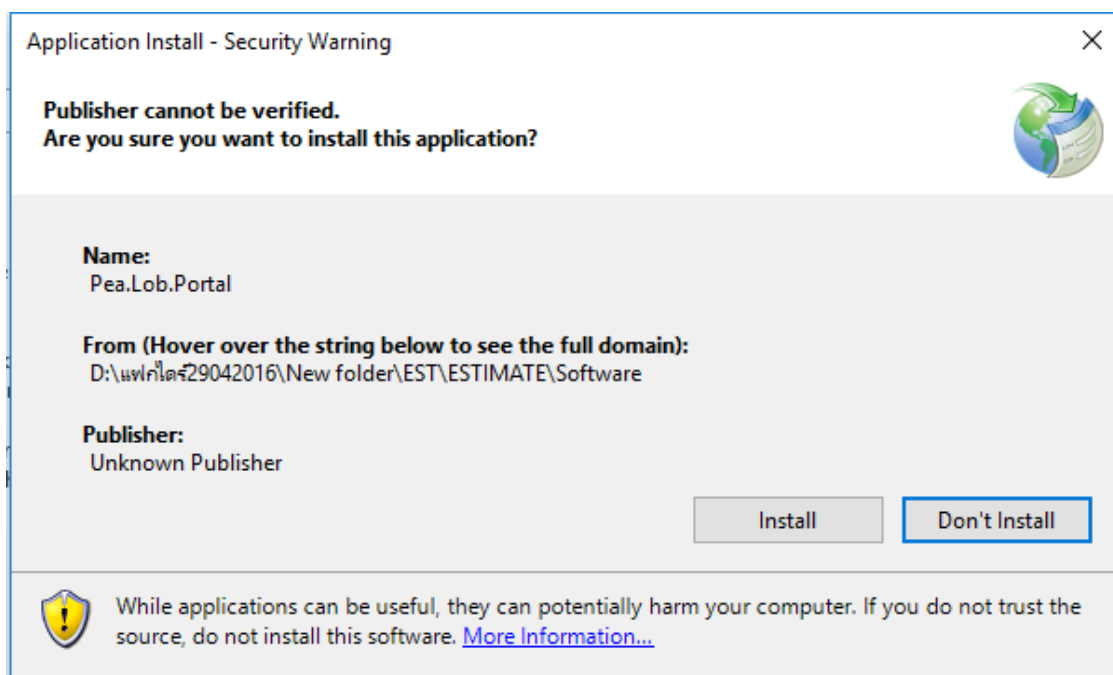 Application Install - Security Warning
Publisher cannot be verified.
Are you sure you want to install this application?
Name:
Pea.Lob.Portal
From (Hover over the string below to see the full domain):
D:\แฟกไดร์29042016\New folder\EST\ESTIMATE\Software
Publisher:
Unknown Publisher
Install
Don't Install
While applications can be useful, they can potentially harm your computer. If you do not trust the
source, do not install this software. More Information...